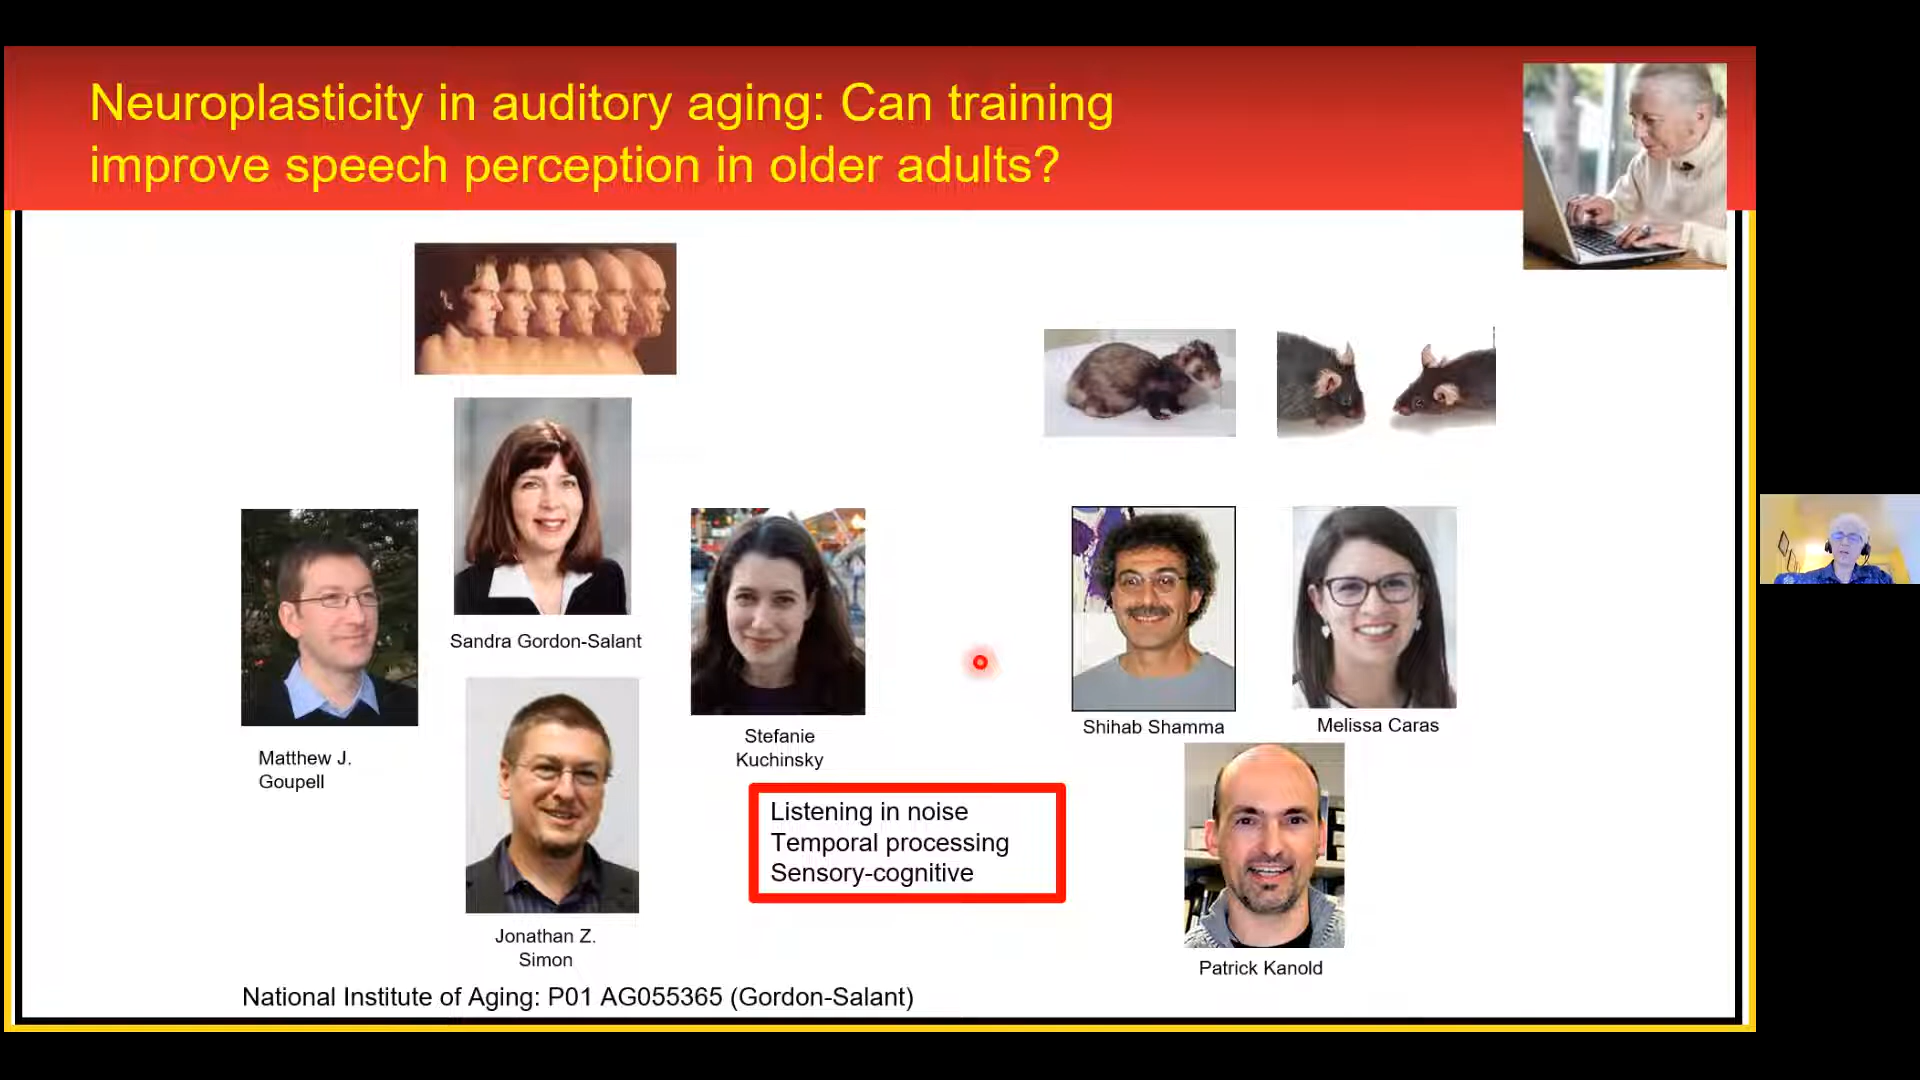 Neuroplasticity in auditory aging: Can training
improve speech perception in older adults?
Sandra Gordon-Salant
Matthew J.
Goupell
Stefanie
Kuchinsky
Shihab Shamma
Melissa Caras
Listening in noise
Temporal processing
Sensory-cognitive
Jonathan Z.
Simon
Patrick Kanold
National Institute of Aging: P01 AG055365 (Gordon-Salant)